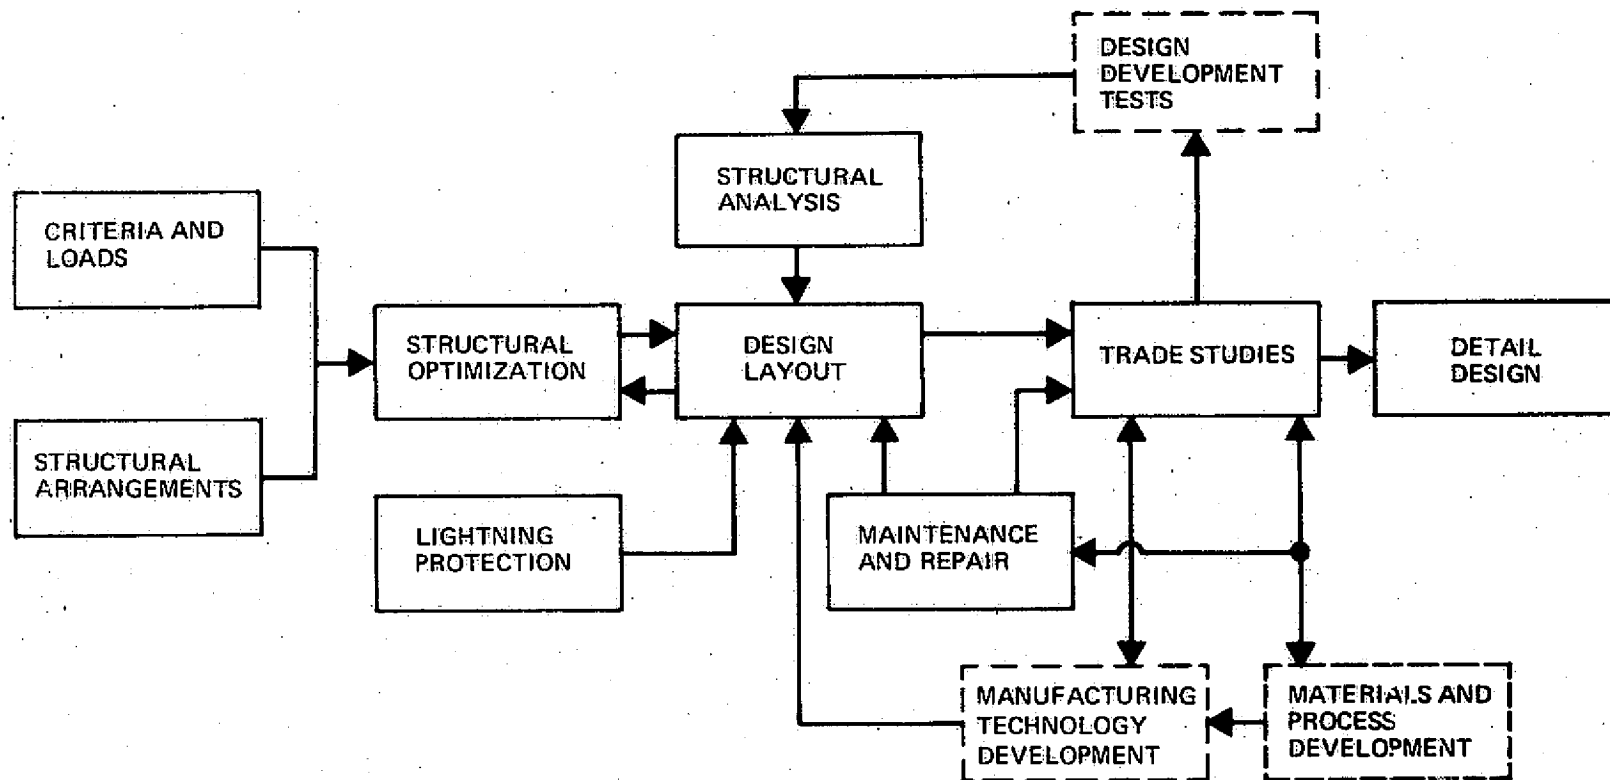 DESIGN
DEVELOPMENT
TESTS
STRUCTURAL
ANALYSIS
CRITERIA AND
LOADS
STRUCTURAL
OPTIMIZATION
DESIGN
LAYOUT
TRADE STUDIES
DETAIL
DESIGN
STRUCTURAL
ARRANGEMENTS
LIGHTNING
PROTECTION
MAINTENANCE
AND REPAIR
MANUFACTURING
TECHNOLOGY
DEVELOPMENT
MATERIALS AND
PROCESS
DEVELOPMENT